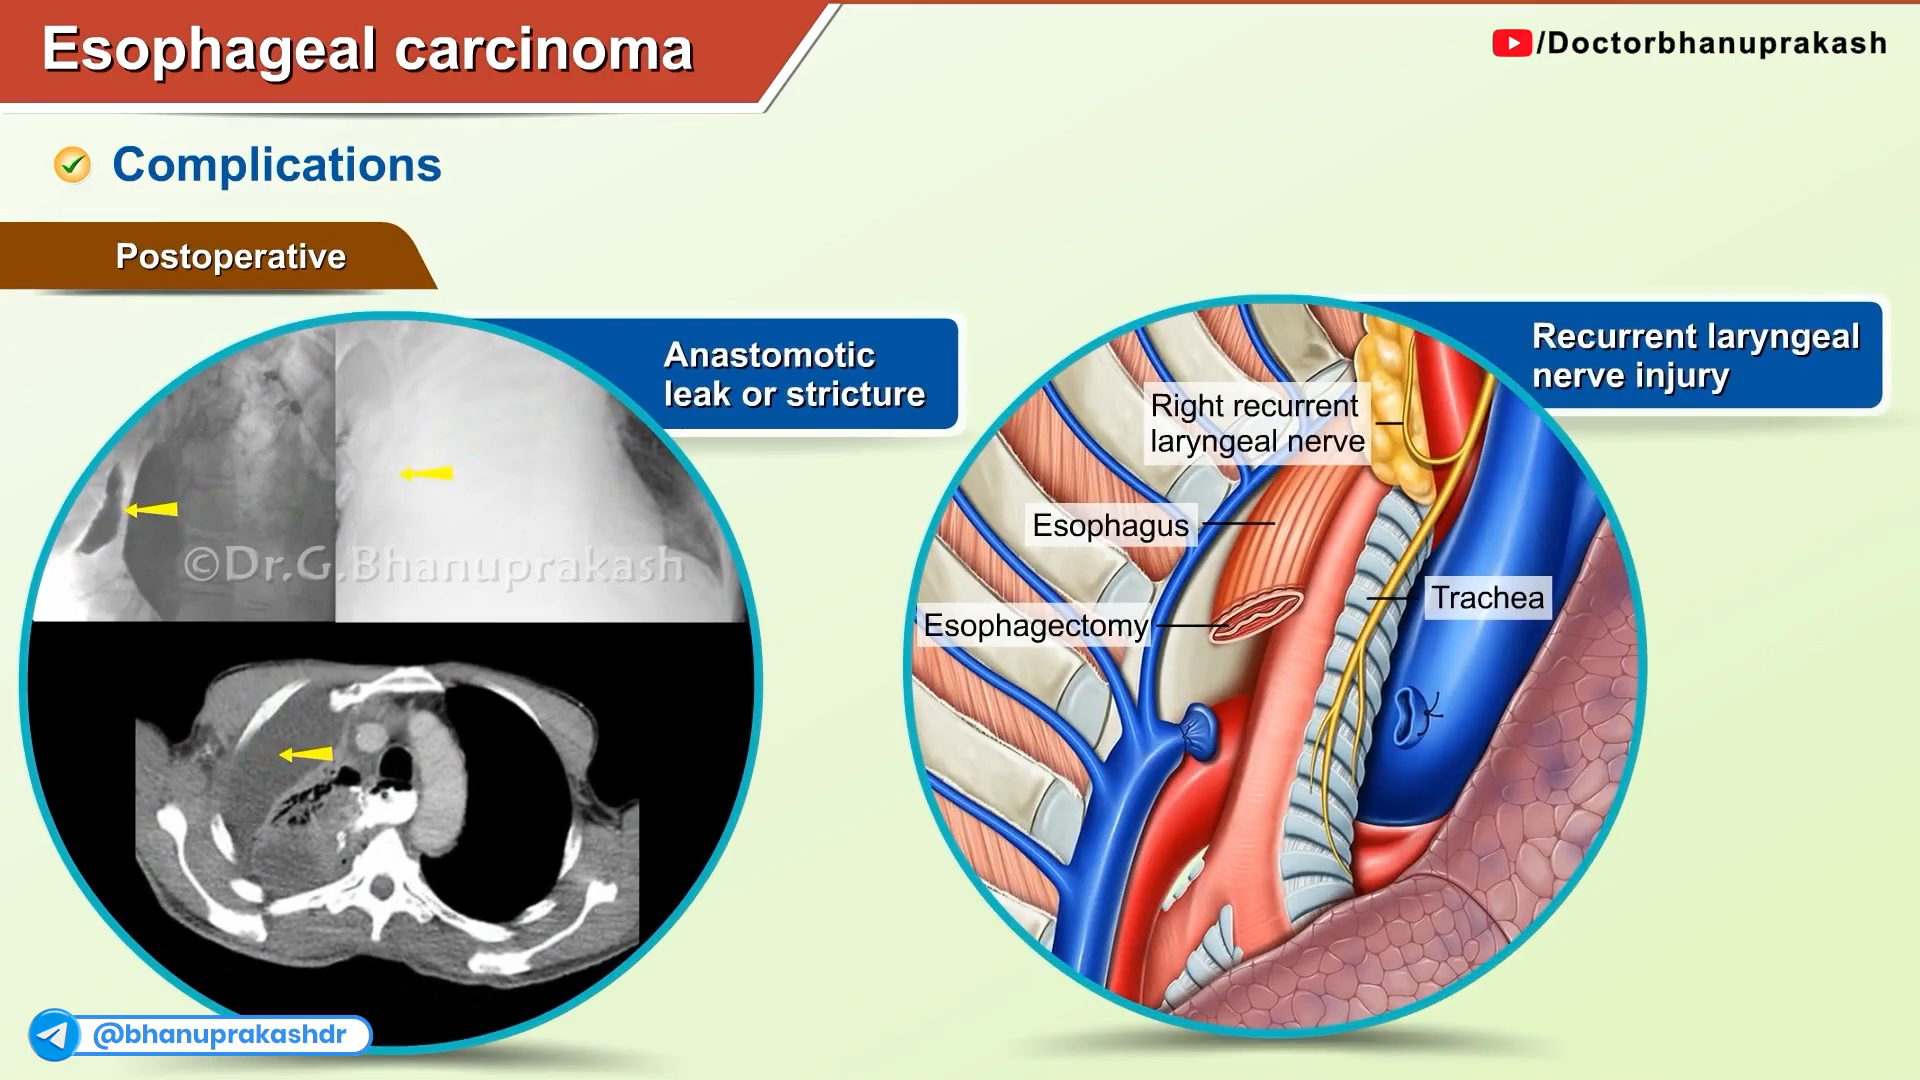 Esophageal carcinoma
/Doctorbhanuprakash
Complications
Postoperative
Anastomotic
leak or stricture
©Dr.G.Bhanuprakash
Recurrent laryngeal
nerve injury
Right recurrent
laryngeal nerve
Esophagus
Esophagectomy
Trachea
@bhanuprakashdr